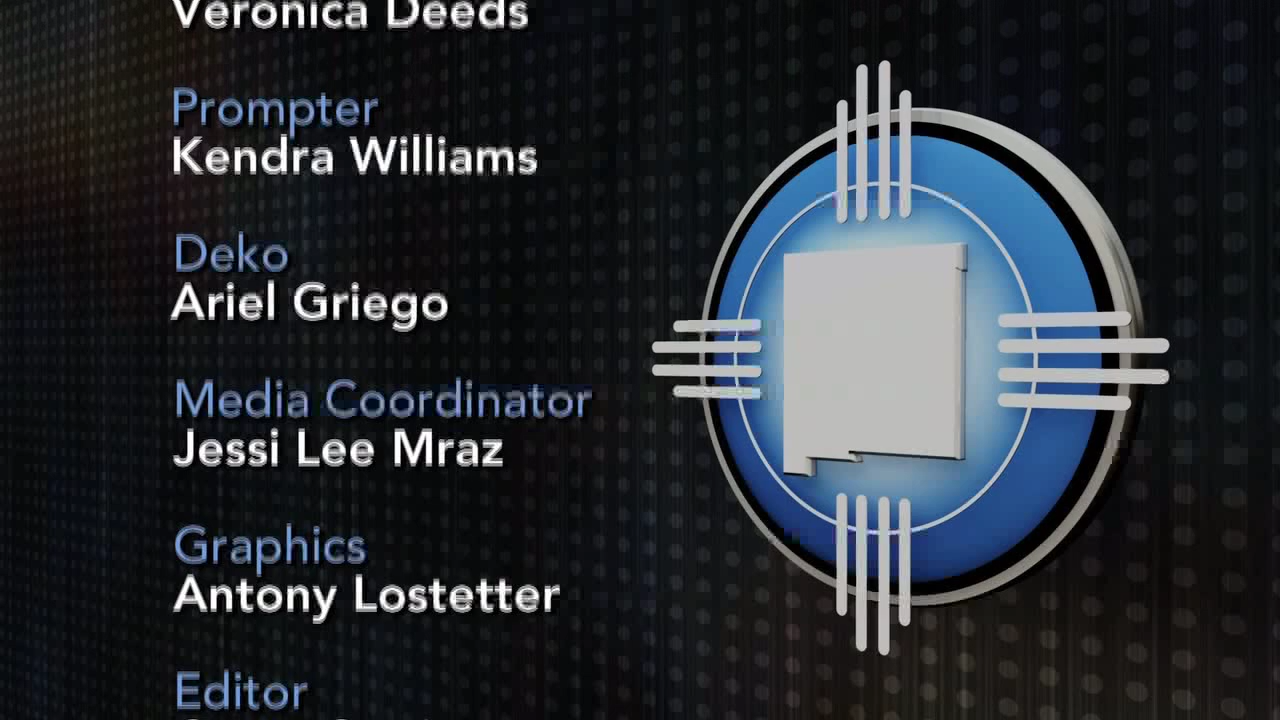 Veronica Deeds
Prompter
Kendra Williams
Deko
Ariel Griego
Media Coordinator
Jessi Lee Mraz
Graphics
Antony Lostetter
Editor